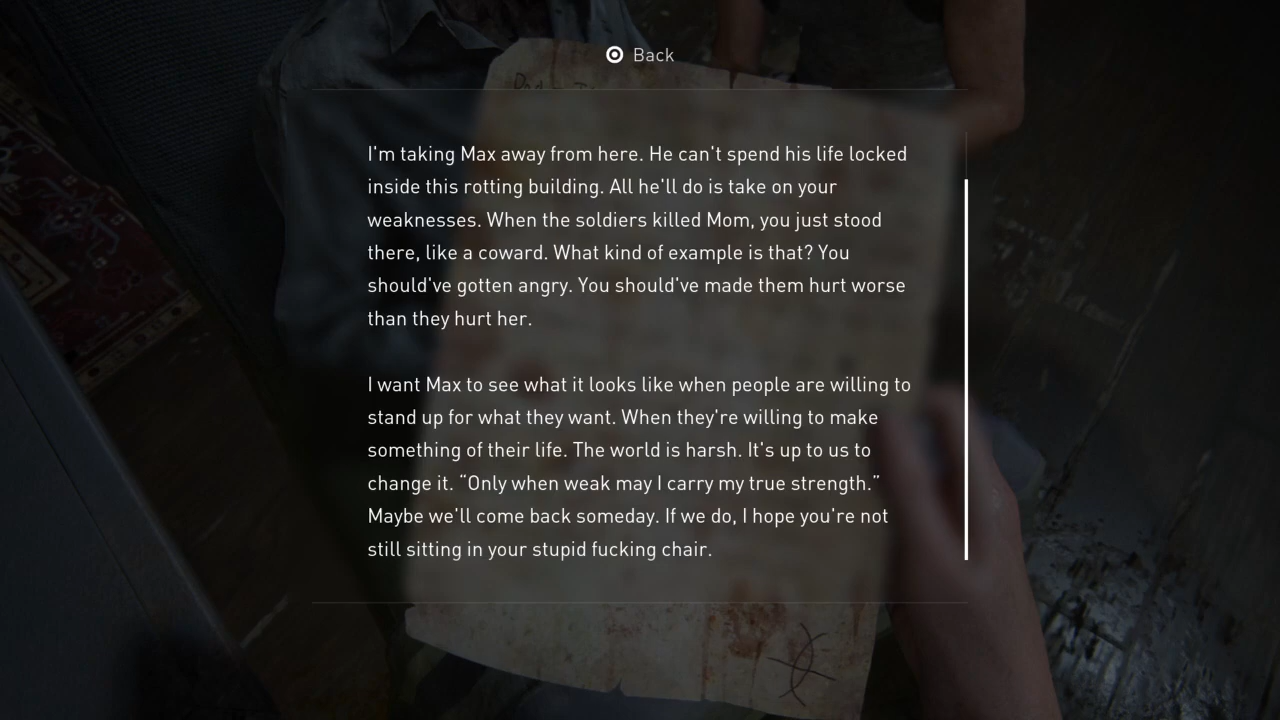 Back
I'm taking Max away from here. He can't spend his life locked
inside this rotting building. All he'll do is take on your
weaknesses. When the soldiers killed Mom, you just stood
there, like a coward. What kind of example is that? You
should've gotten angry. You should've made them hurt worse
than they hurt her.
I want Max to see what it looks like when people are willing to
stand up for what they want. When they're willing to make
something of their life. The world is harsh. It's up to us to
change it. “Only when weak may I carry my true strength.”
Maybe we'll come back someday. If we do, I hope you're not
still sitting in your stupid fucking chair.